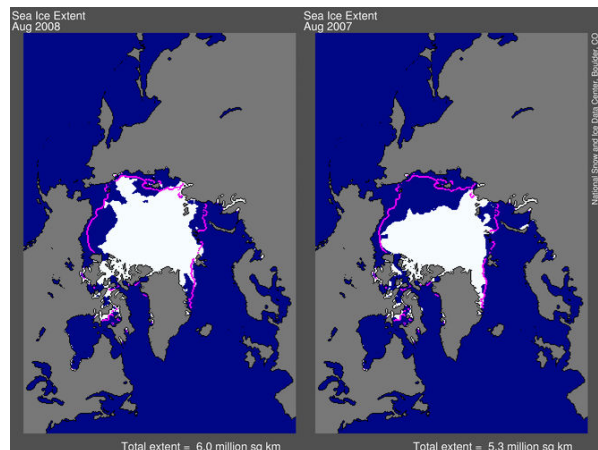 Sea Ice Extent
Aug 2008
Total extent = 6.0 million sq km
Sea Ice Extent
Aug 2007
Total extent = 5.3 million sq km
National Snow and Ice Data Center, Boulder, CO